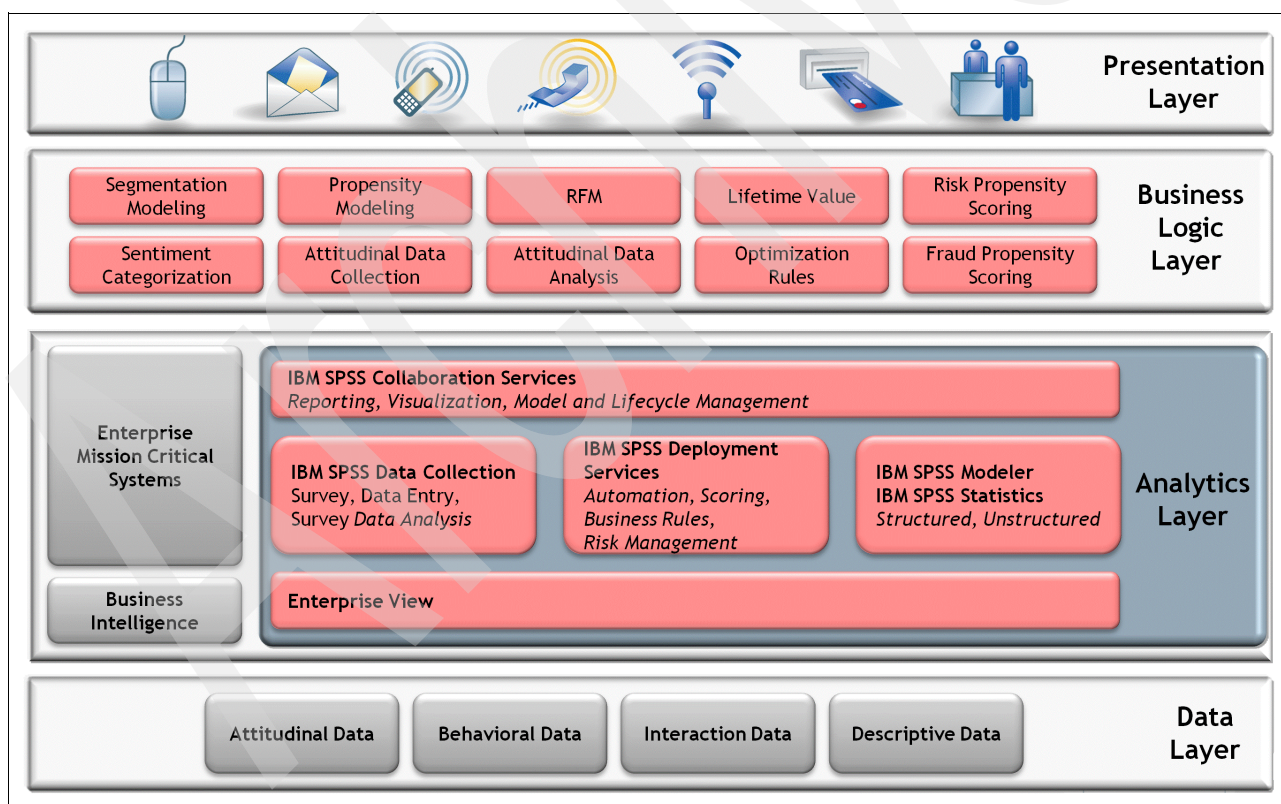 Presentation
Layer
Segmentation
Modeling
Propensity
Modeling
RFM
Lifetime Value
Risk Propensity
Scoring
Business
Logic
Layer
Sentiment
Categorization
Attitudinal Data
Collection
Attitudinal Data
Analysis
Optimization
Rules
Fraud Propensity
Scoring
Enterprise
Mission Critical
Systems
Business
Intelligence
IBM SPSS Collaboration Services
Reporting, Visualization, Model and Lifecycle Management
IBM SPSS Data Collection
Survey, Data Entry,
Survey Data Analysis
IBM SPSS Deployment
Services
Automation, Scoring,
Business Rules,
Risk Management
IBM SPSS Modeler
IBM SPSS Statistics
Structured, Unstructured
Enterprise View
Analytics
Layer
Attitudinal Data
Behavioral Data
Interaction Data
Descriptive Data
Data
Layer